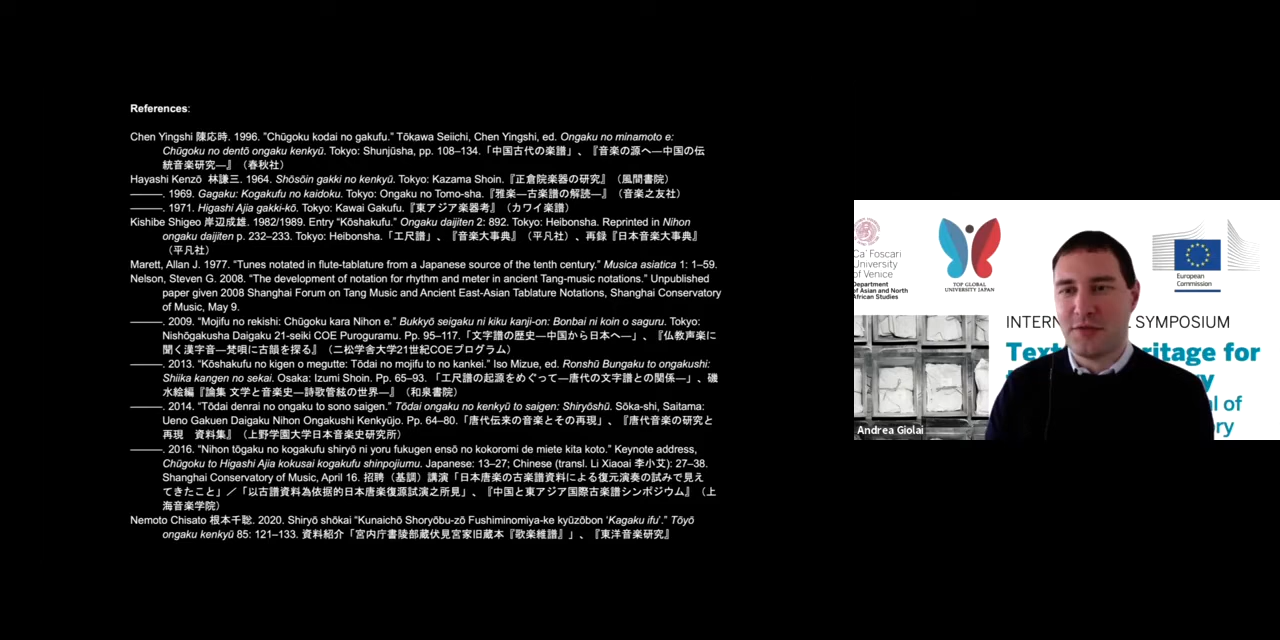 References:
Chen Yingshi 陳応時. 1996. "Chūgoku kodai no gakufu." Tōkawa Seiichi, Chen Yingshi, ed. Ongaku no minamoto e:
Chūgoku no dentō ongaku kenkyū. Tokyo: Shunjūsha, pp. 108–134.「中国古代の楽譜」、『音楽の源へ―中国の伝
統音楽研究―』（春秋社）
Hayashi Kenzō 林謙三. 1964. Shōsōin gakki no kenkyū. Tokyo: Kazama Shoin.『正倉院楽器の研究』（風間書院）
———. 1969. Gagaku: Kogakufu no kaidoku. Tokyo: Ongaku no Tomo-sha.『雅楽―古楽譜の解読―』（音楽之友社）
———. 1971. Higashi Ajia gakki-kō. Tokyo: Kawai Gakufu.『東アジア楽器考』（カワイ楽譜）
Kishibe Shigeo 岸辺成雄. 1982/1989. Entry "Kōshakufu." Ongaku daijiten 2: 892. Tokyo: Heibonsha. Reprinted in Nihon
ongaku daijiten p. 232–233. Tokyo: Heibonsha.「工尺譜」、『音楽大事典』（平凡社）、再録『日本音楽大事典』
（平凡社）
Marett, Allan J. 1977. "Tunes notated in flute-tablature from a Japanese source of the tenth century." Musica asiatica 1: 1–59.
Nelson, Steven G. 2008. "The development of notation for rhythm and meter in ancient Tang-music notations." Unpublished
paper given 2008 Shanghai Forum on Tang Music and Ancient East-Asian Tablature Notations, Shanghai Conservatory
of Music, May 9.
———. 2009. "Mojifu no rekishi: Chūgoku kara Nihon e." Bukkyō seigaku ni kiku kanji-on: Bonbai ni koin o saguru. Tokyo:
Nishōgakusha Daigaku 21-seiki COE Puroguramu. Pp. 95–117.「文字譜の歴史―中国から日本へ―」、『仏教声楽に
聞く漢字音―梵唄に古韻を探る』（二松学舎大学21世紀COEプログラム）
———. 2013. "Kōshakufu no kigen o megutte: Tōdai no mojifu to no kankei." Iso Mizue, ed. Ronshū Bungaku to ongakushi:
Shiika kangen no sekai. Osaka: Izumi Shoin. Pp. 65–93.「工尺譜の起源をめぐって―唐代の文字譜との関係―」、磯
水絵編『論集 文学と音楽史―詩歌管絃の世界―』（和泉書院）
———. 2014. "Tōdai denrai no ongaku to sono saigen." Tōdai ongaku no kenkyū to saigen: Shiryōshū. Sōka-shi, Saitama:
Ueno Gakuen Daigaku Nihon Ongakushi Kenkyūjo. Pp. 64–80.「唐代伝来の音楽とその再現」、『唐代音楽の研究と
再現 資料集』（上野学園大学日本音楽史研究所）
———. 2016. "Nihon tōgaku no kogakufu shiryō ni yoru fukugen ensō no kokoromi de miete kita koto." Keynote address,
Chūgoku to Higashi Ajia kokusai kogakufu shinpojiumu. Japanese: 13–27; Chinese (transl. Li Xiaoai 李小艾): 27–38.
Shanghai Conservatory of Music, April 16. 招聘（基調）講演「日本唐楽の古楽譜資料による復元演奏の試みで見え
てきたこと」／「以古譜資料為依据的日本唐楽復源試演之所見」、『中国と東アジア国際古楽譜シンポジウム』（上
海音楽学院）
Nemoto Chisato 根本千聡. 2020. Shiryō shōkai "Kunaichō Shoryōbu-zō Fushiminomiya-ke kyūzōbon 'Kagaku ifu'." Tōyō
ongaku kenkyū 85: 121–133. 資料紹介「宮内庁書陵部蔵伏見宮家旧蔵本『歌楽維譜』」、『東洋音楽研究』
Ca' Foscari
University
of Venice
Department
of Asian and North
African Studies
TOP GLOBAL
UNIVERSITY JAPAN
European
Commission
SYMPOSIUM
for
Andrea Giolai